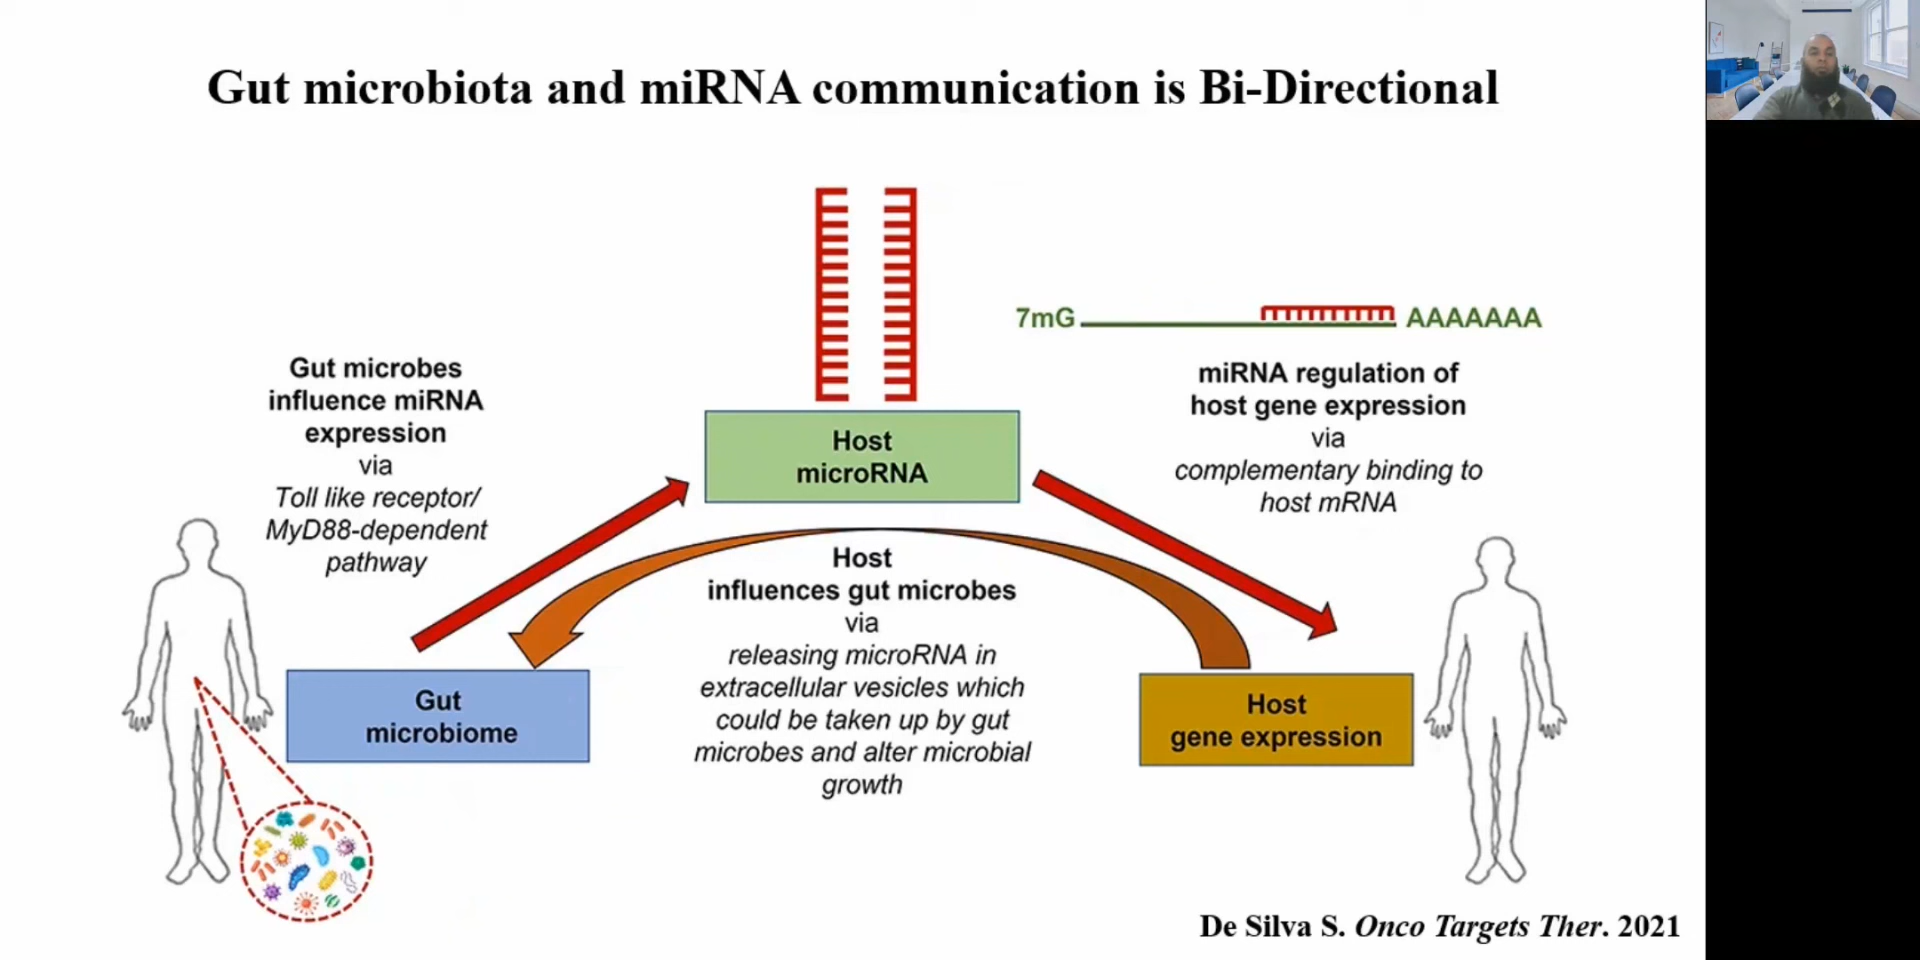 Gut microbiota and miRNA communication is Bi-Directional
7mG
AAAAAAA
Gut microbes
influence miRNA
expression
via
Toll like receptor/
MyD88-dependent
pathway
Host
microRNA
miRNA regulation of
host gene expression
via
complementary binding to
host mRNA
Host
influences gut microbes
via
releasing microRNA in
extracellular vesicles which
could be taken up by gut
microbes and alter microbial
growth
Gut
microbiome
Host
gene expression
De Silva S. Onco Targets Ther. 2021